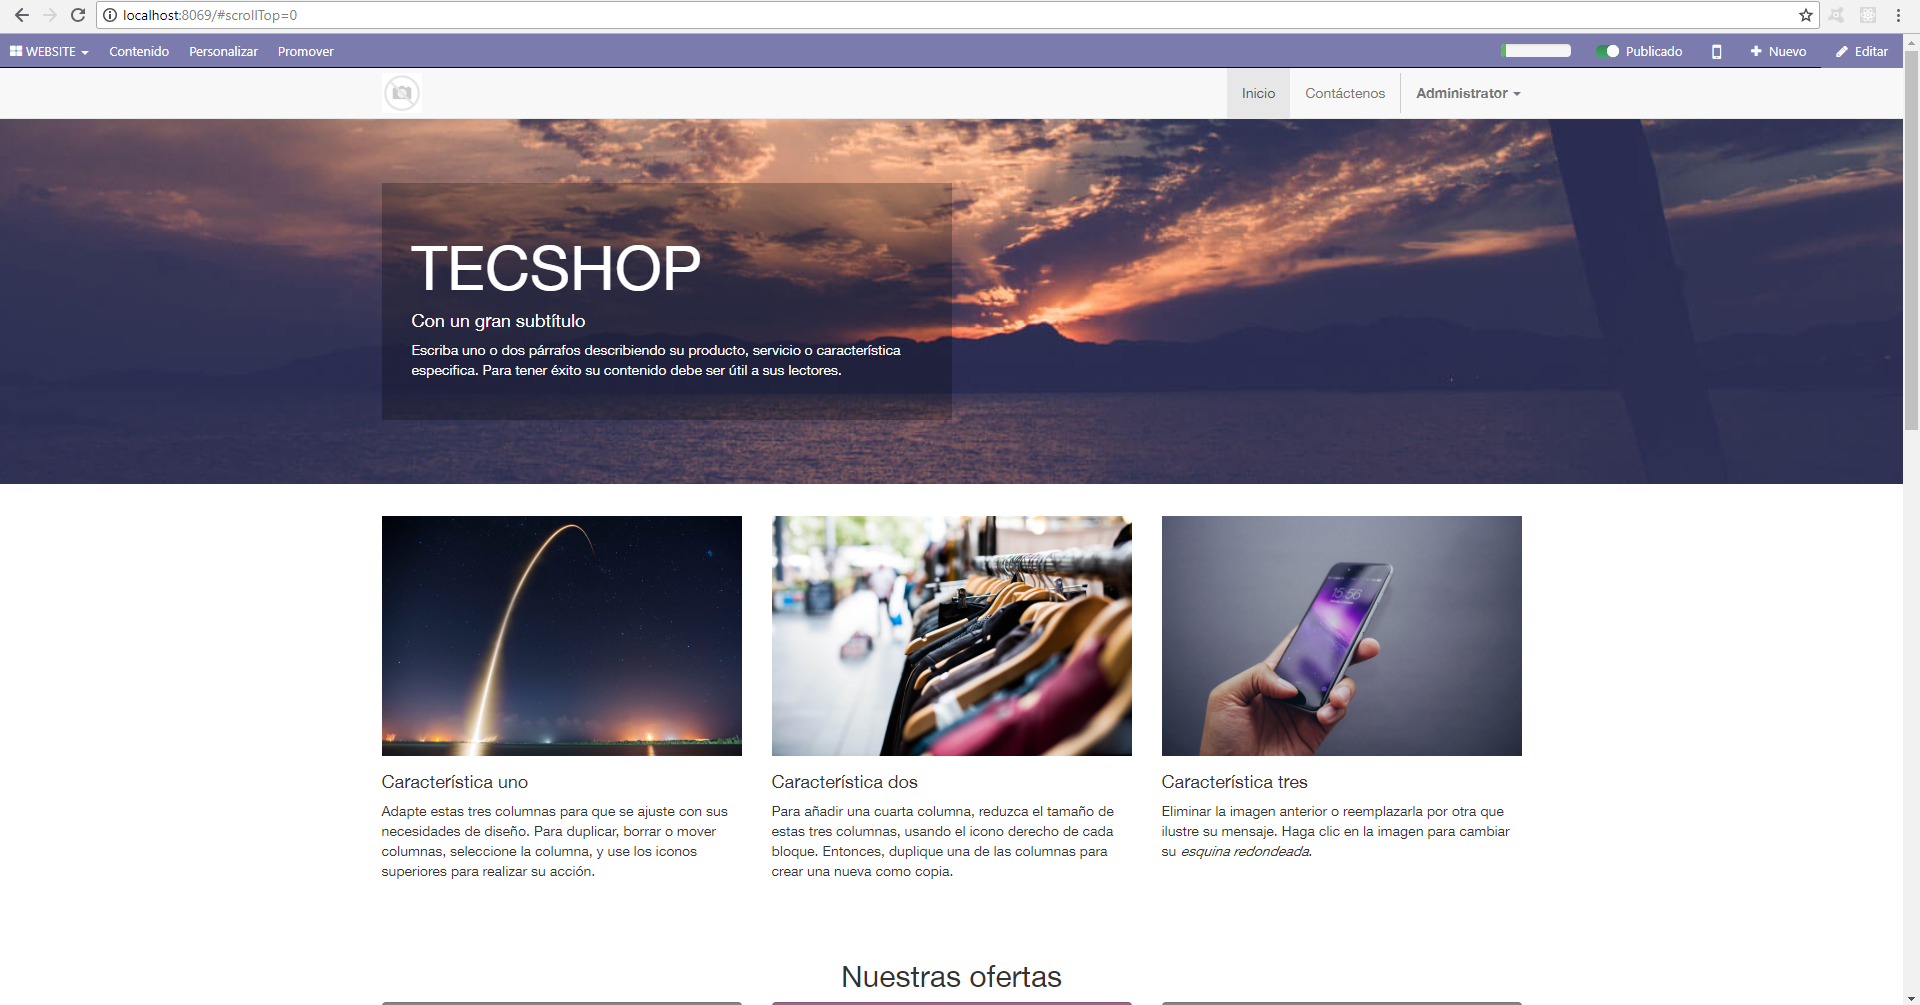 localhost:8069/#scrollTop=0
WEBSITE Contenido Personalizar Promover Publicado Nuevo Editar
Inicio Contáctenos Administrator
TECSHOP
Con un gran subtítulo
Escriba uno o dos párrafos describiendo su producto, servicio o característica
especifica. Para tener éxito su contenido debe ser útil a sus lectores.
15:56
Característica uno
Adapte estas tres columnas para que se ajuste con sus
necesidades de diseño. Para duplicar, borrar o mover
columnas, seleccione la columna, y use los iconos
superiores para realizar su acción.
Característica dos
Para añadir una cuarta columna, reduzca el tamaño de
estas tres columnas, usando el icono derecho de cada
bloque. Entonces, duplique una de las columnas para
crear una nueva como copia.
Característica tres
Eliminar la imagen anterior o reemplazarla por otra que
ilustre su mensaje. Haga clic en la imagen para cambiar
su esquina redondeada.
Nuestras ofertas